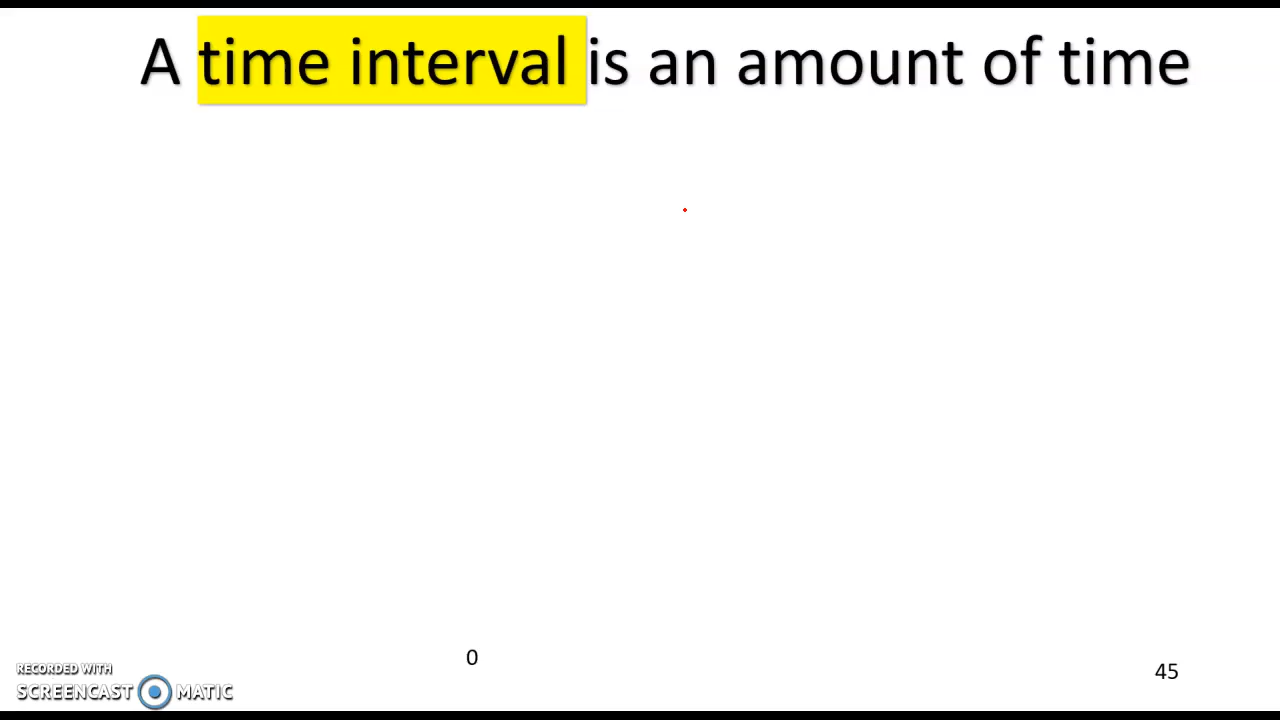 A time interval is an amount of time
0
45
RECORDED WITH
SCREENCAST MATIC